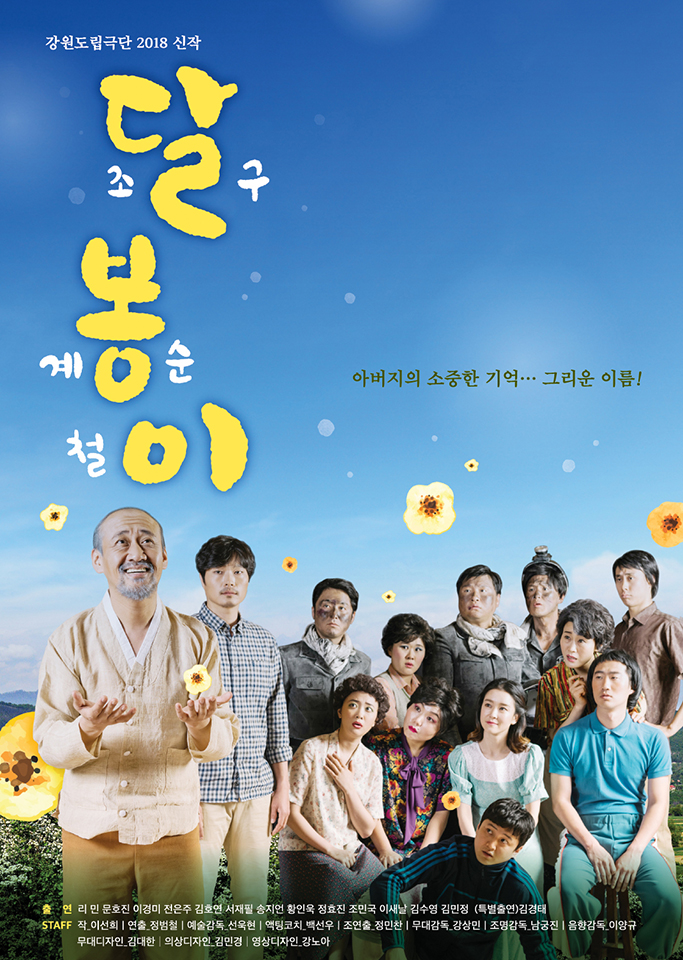 강원도립극단 2018 신작
달
조 구
봉
계 순
이
철
아버지의 소중한 기억… 그리운 이름!
출 연 리 민 문호진 이경미 전은주 김호연 서재필 송지언 황인욱 정효진 조민국 이새날 김수영 김민정 (특별출연)김경태
STAFF 작_이선희 | 연출_정범철 | 예술감독_선욱현 | 액팅코치_백선우 | 조연출_정민찬 | 무대감독_강상민 | 조명감독_남궁진 | 음향감독_이양규
무대디자인_김대한 | 의상디자인_김민경 | 영상디자인_강노아